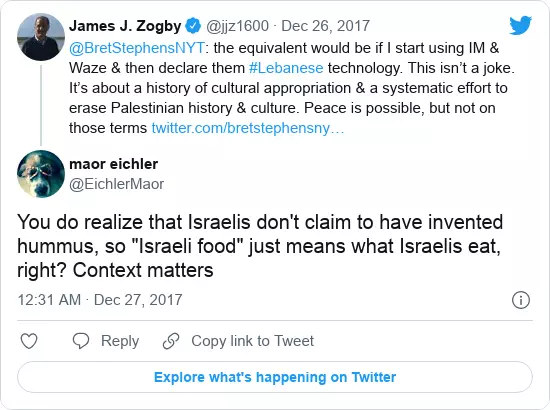 James J. Zogby @jjz1600 · Dec 26, 2017
@BretStephensNYT: the equivalent would be if I start using IM &
Waze & then declare them #Lebanese technology. This isn’t a joke.
It’s about a history of cultural appropriation & a systematic effort to
erase Palestinian history & culture. Peace is possible, but not on
those terms twitter.com/bretstephensny…
maor eichler
@EichlerMaor
You do realize that Israelis don't claim to have invented
hummus, so "Israeli food" just means what Israelis eat,
right? Context matters
12:31 AM · Dec 27, 2017
Reply Copy link to Tweet
Explore what's happening on Twitter